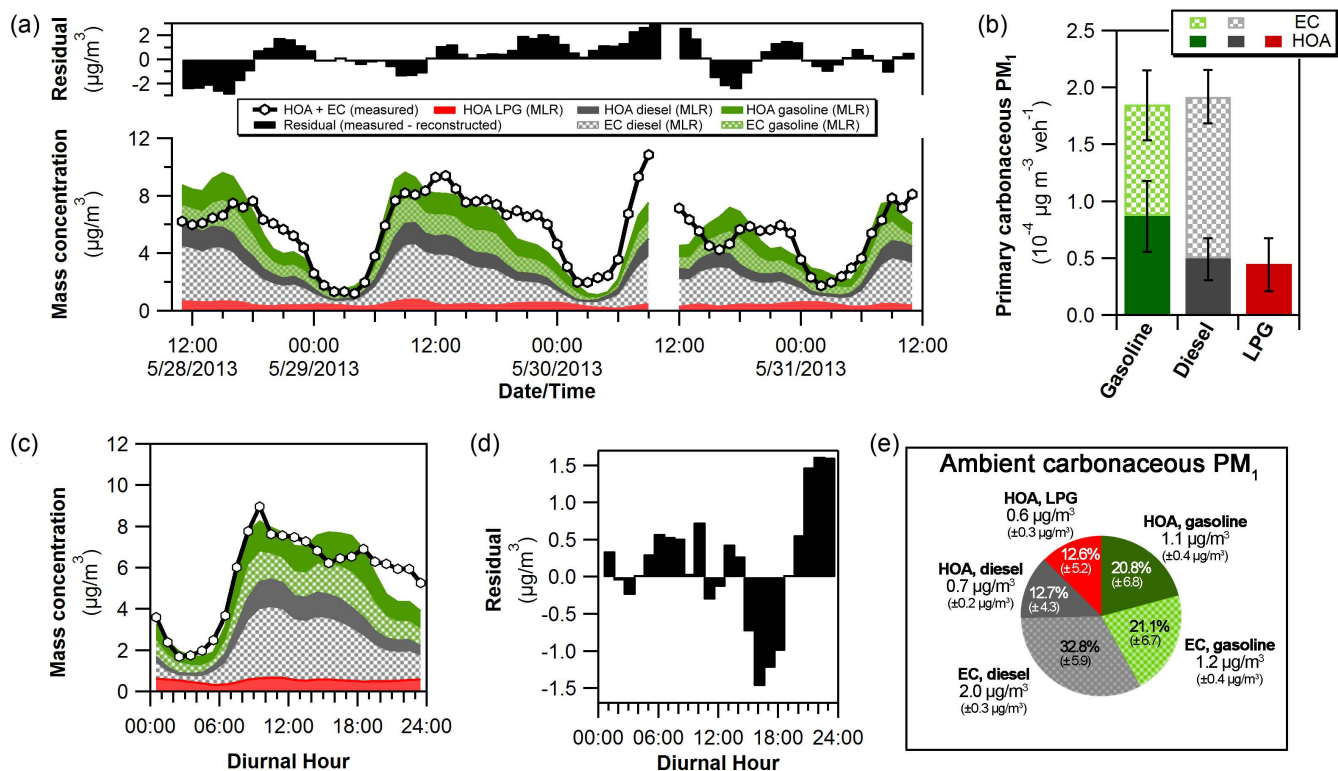 (a)
Residual
(µg/m³)
2
0
-2
HOA + EC (measured)
HOA LPG (MLR)
HOA diesel (MLR)
HOA gasoline (MLR)
Residual (measured - reconstructed)
EC diesel (MLR)
EC gasoline (MLR)
Mass concentration
(µg/m³)
12
8
4
0
12:00
00:00
12:00
00:00
12:00
00:00
12:00
5/28/2013
5/29/2013
5/30/2013
5/31/2013
Date/Time
(b)
EC
HOA
Primary carbonaceous PM₁
(10⁻⁴ µg m⁻³ veh⁻¹)
2.5
2.0
1.5
1.0
0.5
0.0
Gasoline
Diesel
LPG
(c)
Mass concentration
(µg/m³)
12
10
8
6
4
2
0
00:00
06:00
12:00
18:00
24:00
Diurnal Hour
(d)
Residual
(µg/m³)
1.5
1.0
0.5
0.0
-0.5
-1.0
-1.5
00:00
06:00
12:00
18:00
24:00
Diurnal Hour
(e)
Ambient carbonaceous PM₁
HOA, LPG
0.6 µg/m³
(±0.3 µg/m³)
HOA, gasoline
1.1 µg/m³
(±0.4 µg/m³)
HOA, diesel
0.7 µg/m³
(±0.2 µg/m³)
EC, gasoline
1.2 µg/m³
(±0.4 µg/m³)
EC, diesel
2.0 µg/m³
(±0.3 µg/m³)
12.6%
(±5.2)
20.8%
(±6.8)
12.7%
(±4.3)
21.1%
(±6.7)
32.8%
(±5.9)